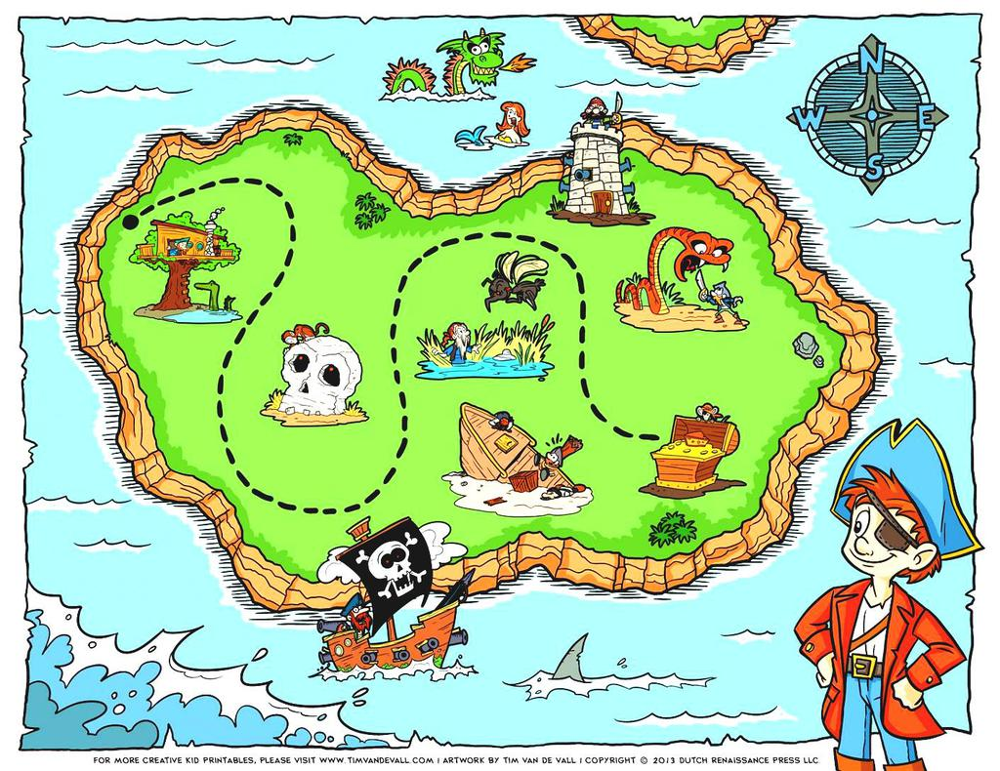 N
W E
S
FOR MORE CREATIVE KID PRINTABLES, PLEASE VISIT WWW.TIMVANDEVALL.COM | ARTWORK BY TIM VAN DE VALL | COPYRIGHT © 2013 DUTCH RENAISSANCE PRESS LLC